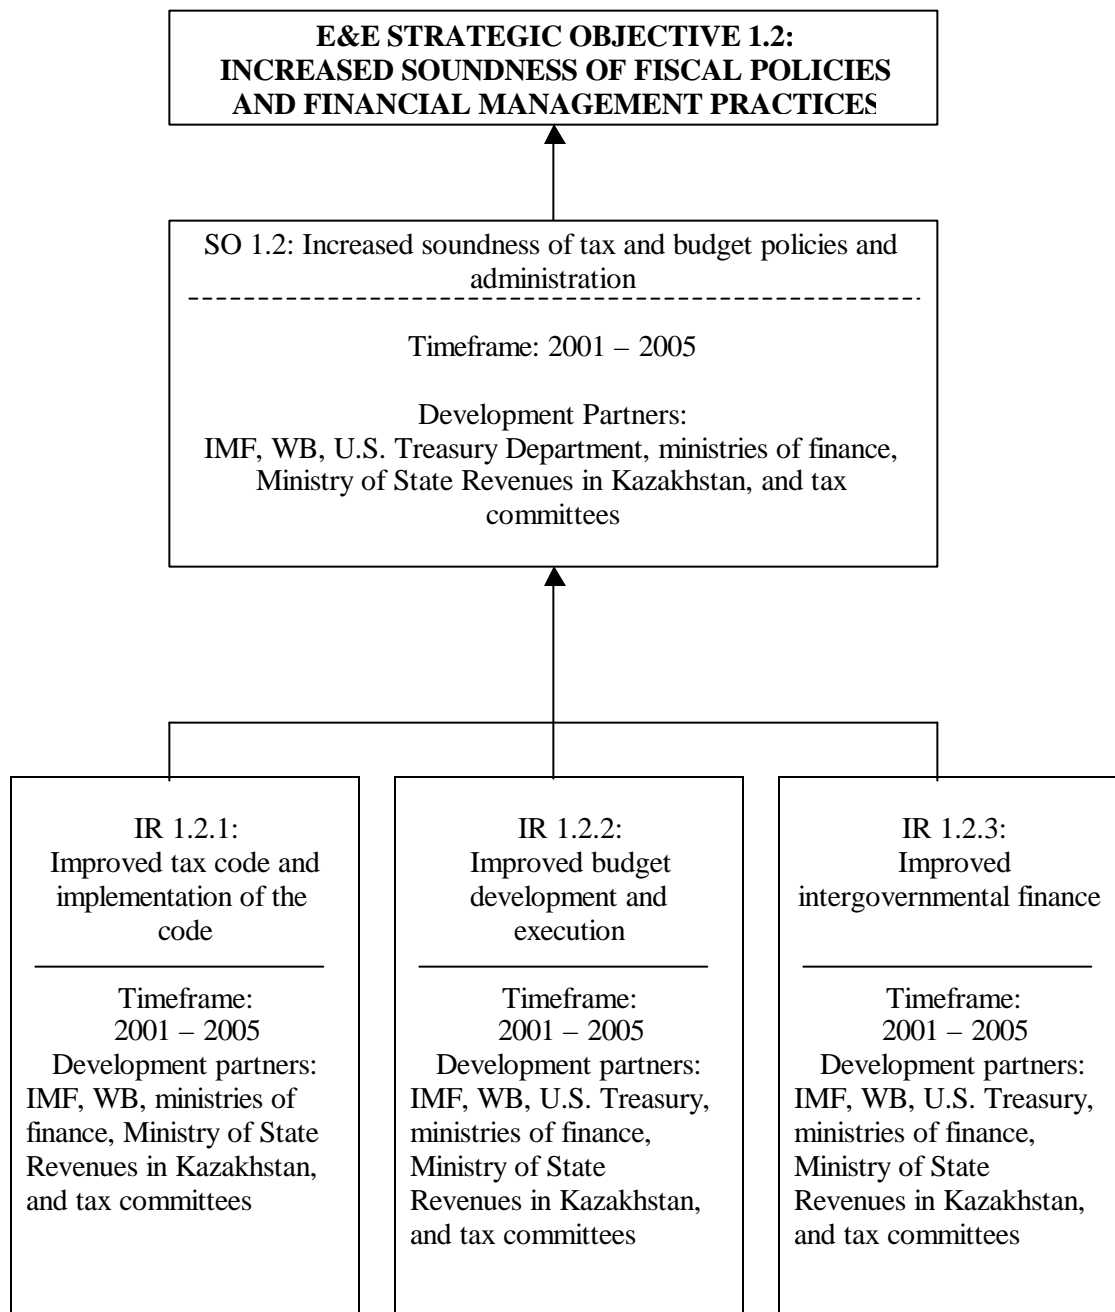 E&E STRATEGIC OBJECTIVE 1.2:
INCREASED SOUNDNESS OF FISCAL POLICIES
AND FINANCIAL MANAGEMENT PRACTICES
SO 1.2: Increased soundness of tax and budget policies and
administration
Timeframe: 2001 – 2005
Development Partners:
IMF, WB, U.S. Treasury Department, ministries of finance,
Ministry of State Revenues in Kazakhstan, and tax
committees
IR 1.2.1:
Improved tax code and
implementation of the
code
Timeframe:
2001 – 2005
Development partners:
IMF, WB, ministries of
finance, Ministry of State
Revenues in Kazakhstan,
and tax committees
IR 1.2.2:
Improved budget
development and
execution
Timeframe:
2001 – 2005
Development partners:
IMF, WB, U.S. Treasury,
ministries of finance,
Ministry of State
Revenues in Kazakhstan,
and tax committees
IR 1.2.3:
Improved
intergovernmental finance
Timeframe:
2001 – 2005
Development partners:
IMF, WB, U.S. Treasury,
ministries of finance,
Ministry of State
Revenues in Kazakhstan,
and tax committees